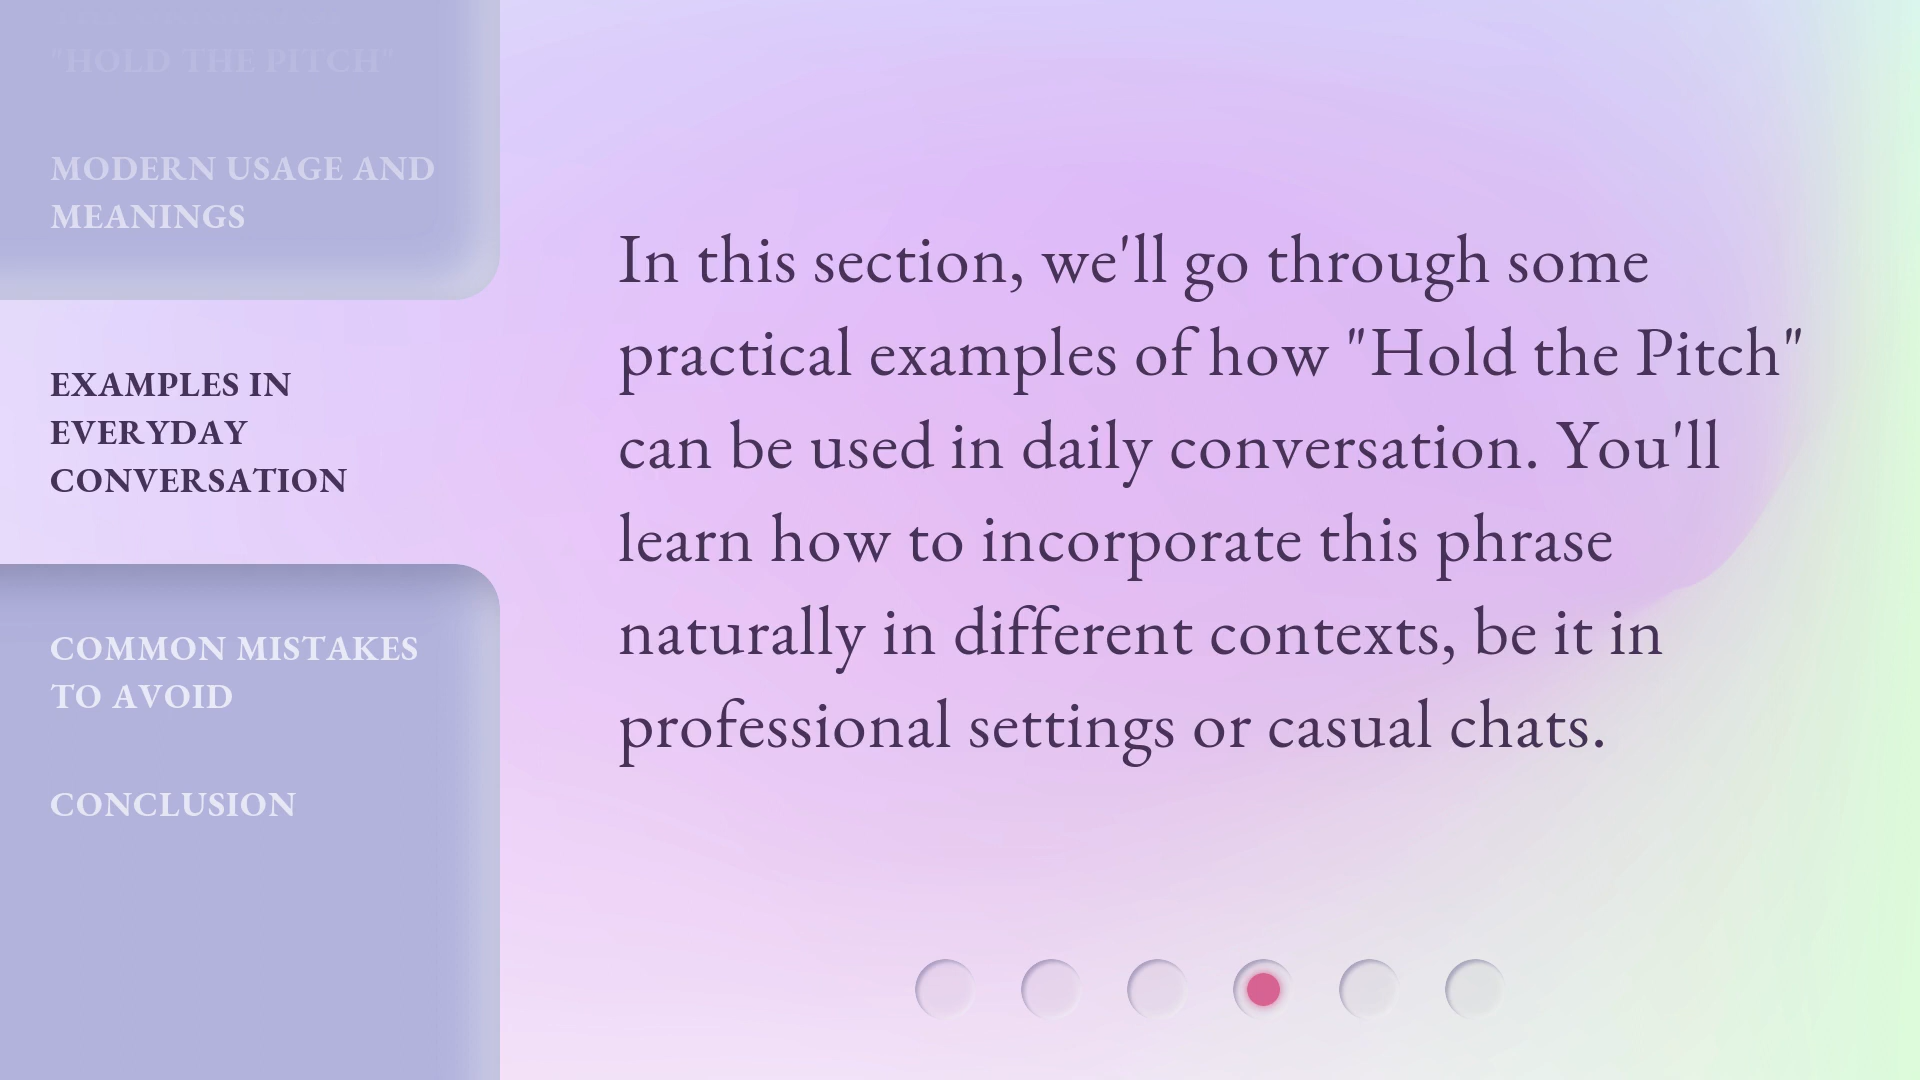 "HOLD THE PITCH"
MODERN USAGE AND
MEANINGS
EXAMPLES IN
EVERYDAY
CONVERSATION
COMMON MISTAKES
TO AVOID
CONCLUSION
In this section, we'll go through some
practical examples of how "Hold the Pitch"
can be used in daily conversation. You'll
learn how to incorporate this phrase
naturally in different contexts, be it in
professional settings or casual chats.